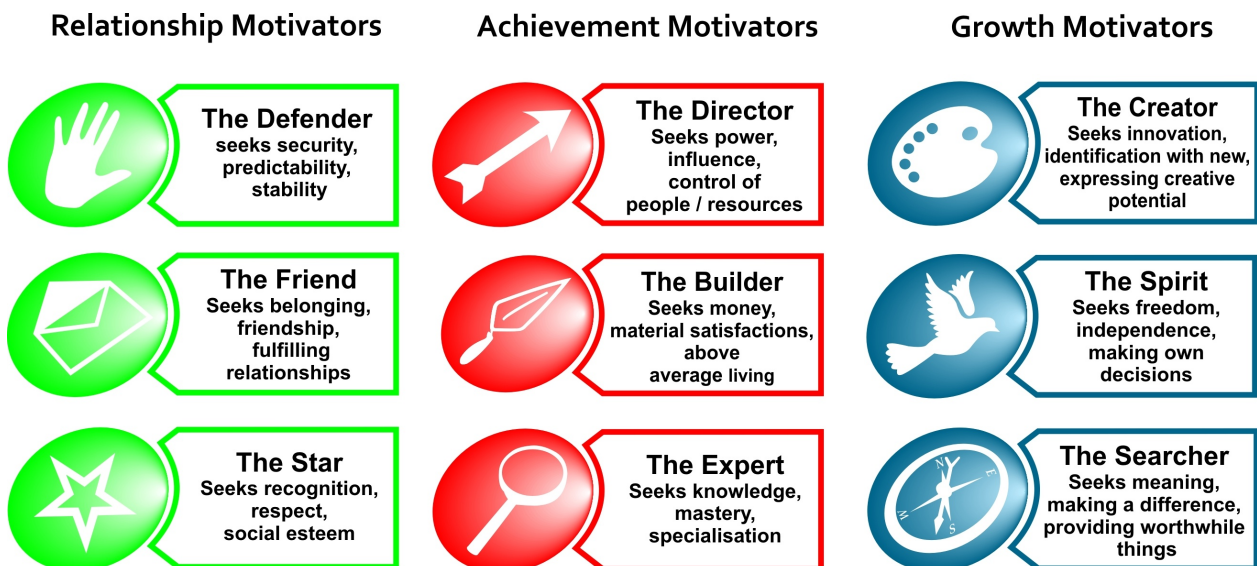 Relationship Motivators
The Defender
seeks security,
predictability,
stability
The Friend
Seeks belonging,
friendship,
fulfilling
relationships
The Star
Seeks recognition,
respect,
social esteem
Achievement Motivators
The Director
Seeks power,
influence,
control of
people / resources
The Builder
Seeks money,
material satisfactions,
above
average living
The Expert
Seeks knowledge,
mastery,
specialisation
Growth Motivators
The Creator
Seeks innovation,
identification with new,
expressing creative
potential
The Spirit
Seeks freedom,
independence,
making own
decisions
The Searcher
Seeks meaning,
making a difference,
providing worthwhile
things
N
E
W
S